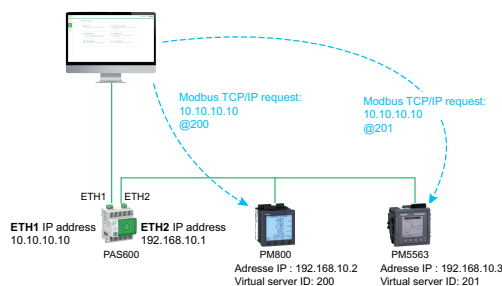 Modbus TCP/IP request:
10.10.10.10
@200
Modbus TCP/IP request:
10.10.10.10
@201
ETH1
ETH2
ETH1 IP address
10.10.10.10
ETH2 IP address
192.168.10.1
PAS600
PM800
Adresse IP : 192.168.10.2
Virtual server ID: 200
PM5563
Adresse IP : 192.168.10.3
Virtual server ID: 201